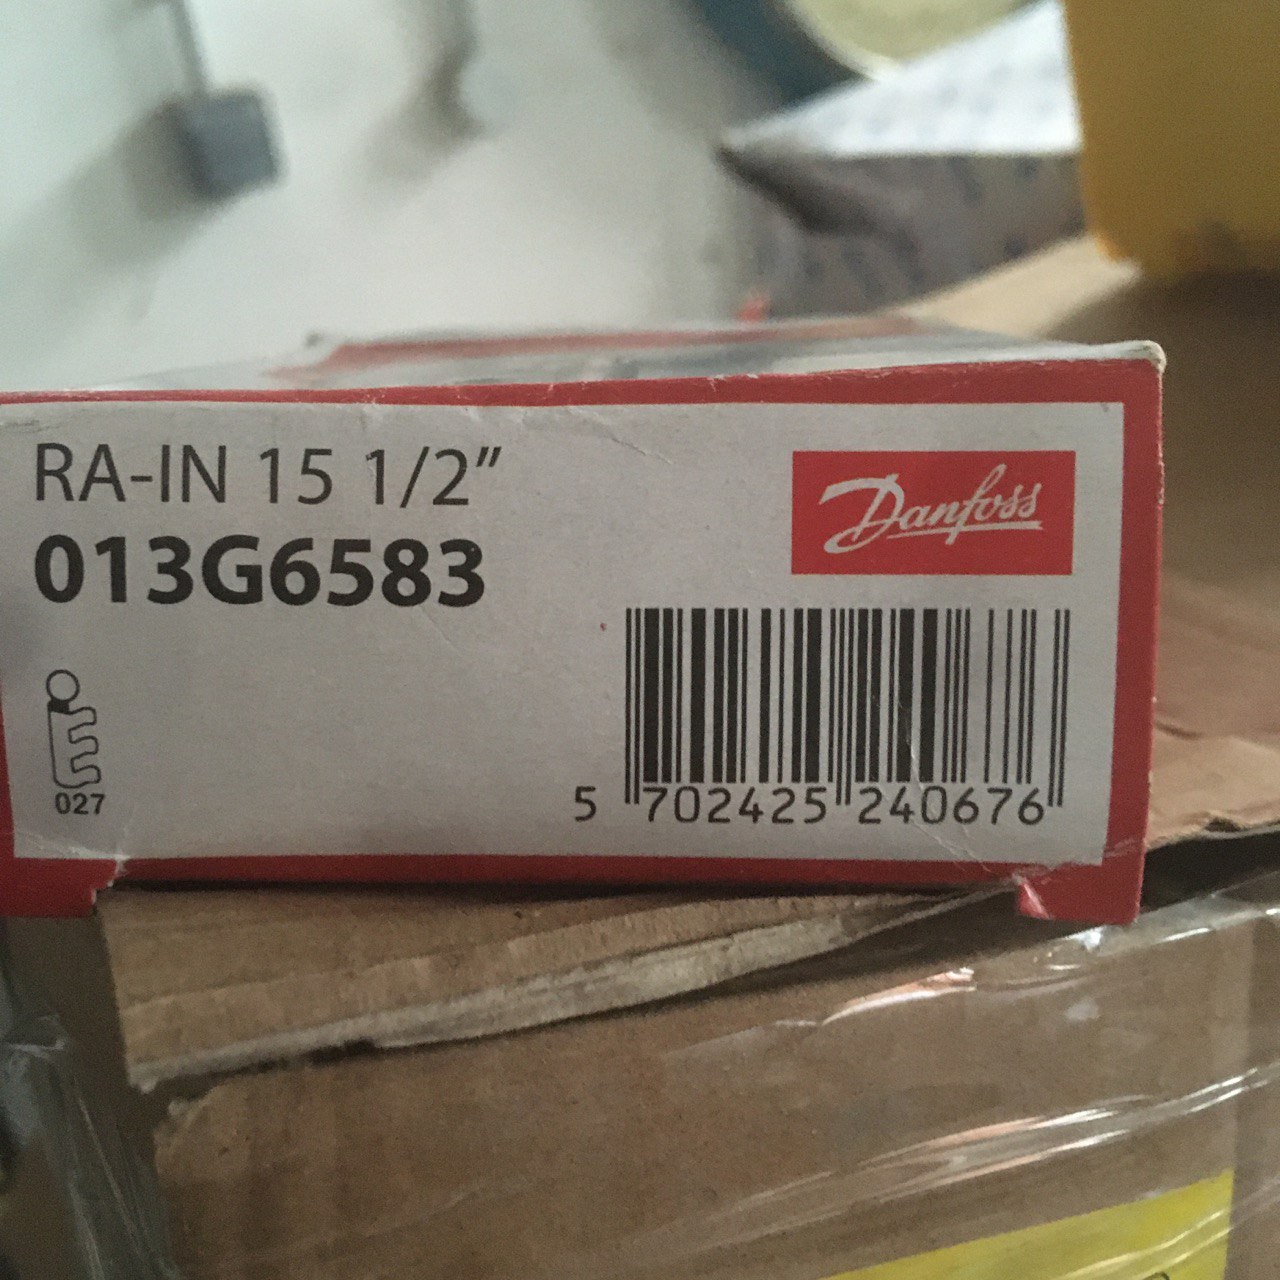 RA-IN 15 1/2"
013G6583
Danfoss
027
5 702425 240676